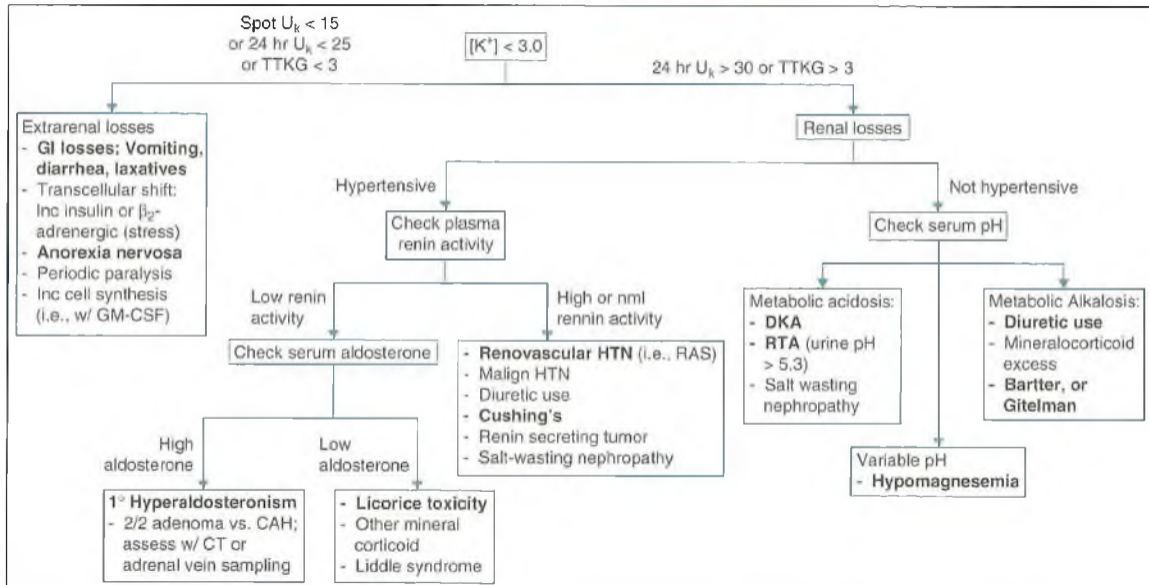 Spot Uk < 15
or 24 hr Uk < 25
or TTKG < 3
[K+] < 3.0
24 hr Uk > 30 or TTKG > 3
Extrarenal losses
- GI losses: Vomiting,
diarrhea, laxatives
- Transcellular shift:
Inc insulin or β2-
adrenergic (stress)
- Anorexia nervosa
- Periodic paralysis
- Inc cell synthesis
(i.e., w/ GM-CSF)
Renal losses
Hypertensive
Not hypertensive
Check plasma
renin activity
Check serum pH
Low renin
activity
High or nml
rennin activity
Check serum aldosterone
- Renovascular HTN (i.e., RAS)
- Malign HTN
- Diuretic use
- Cushing's
- Renin secreting tumor
- Salt-wasting nephropathy
Metabolic acidosis:
- DKA
- RTA (urine pH
> 5.3)
- Salt wasting
nephropathy
Metabolic Alkalosis:
- Diuretic use
- Mineralocorticoid
excess
- Bartter, or
Gitelman
High
aldosterone
Low
aldosterone
Variable pH
- Hypomagnesemia
1° Hyperaldosteronism
- 2/2 adenoma vs. CAH;
assess w/ CT or
adrenal vein sampling
- Licorice toxicity
- Other mineral
corticoid
- Liddle syndrome